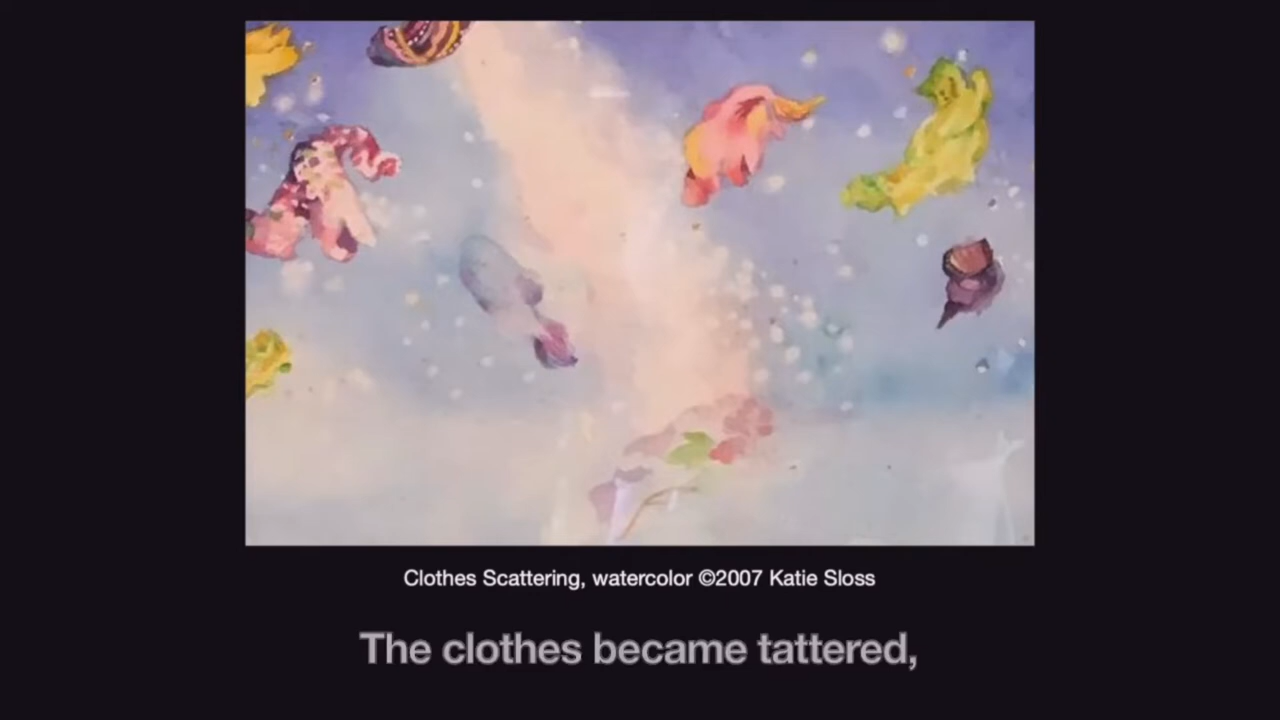 Clothes Scattering, watercolor ©2007 Katie Sloss
The clothes became tattered,